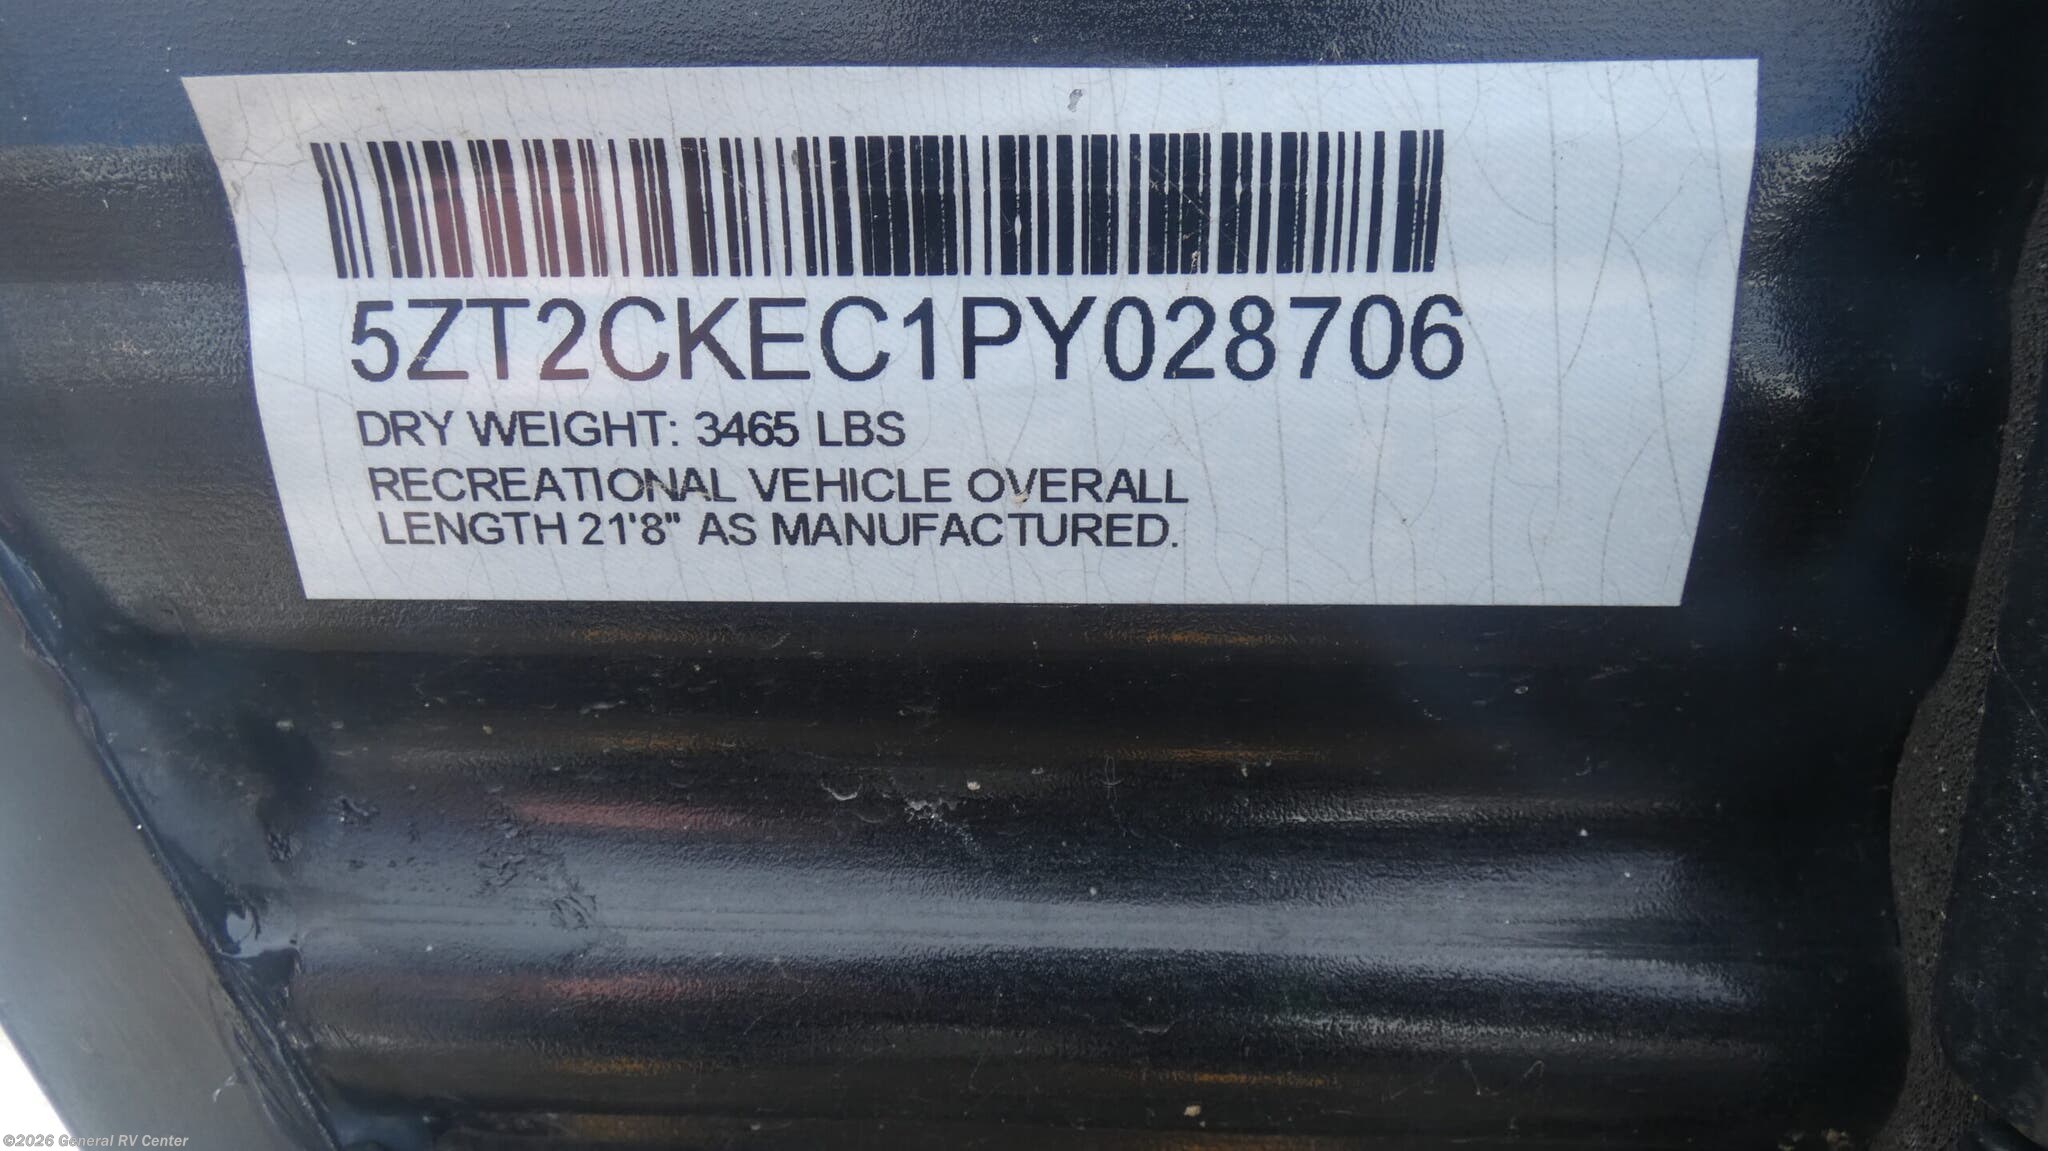 5ZT2CKEC1PY028706
DRY WEIGHT: 3465 LBS
RECREATIONAL VEHICLE OVERALL
LENGTH 21'8" AS MANUFACTURED.
©2026 General RV Center